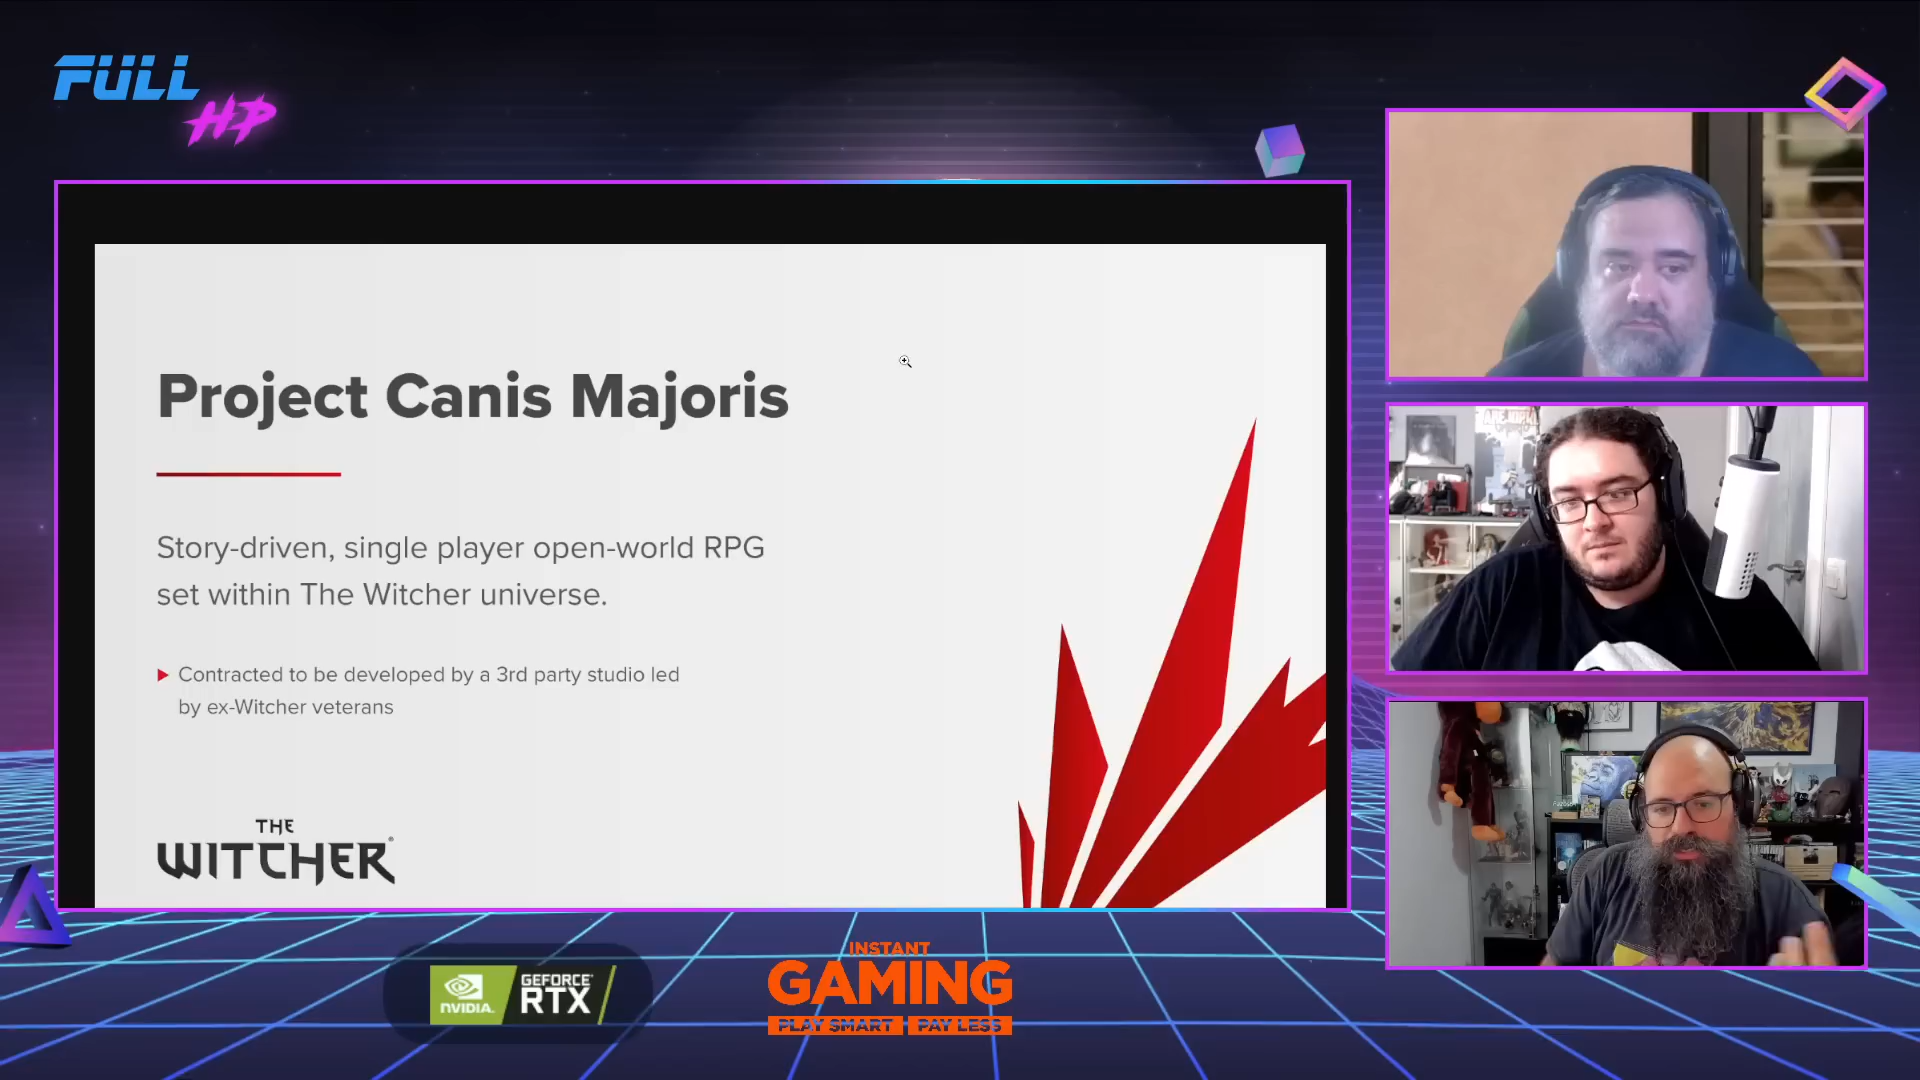 FULL
HP
Project Canis Majoris
Story-driven, single player open-world RPG
set within The Witcher universe.
Contracted to be developed by a 3rd party studio led
by ex-Witcher veterans
THE
WITCHER®
NVIDIA.
GEFORCE
RTX
INSTANT
GAMING
PLAY SMART PAY LESS